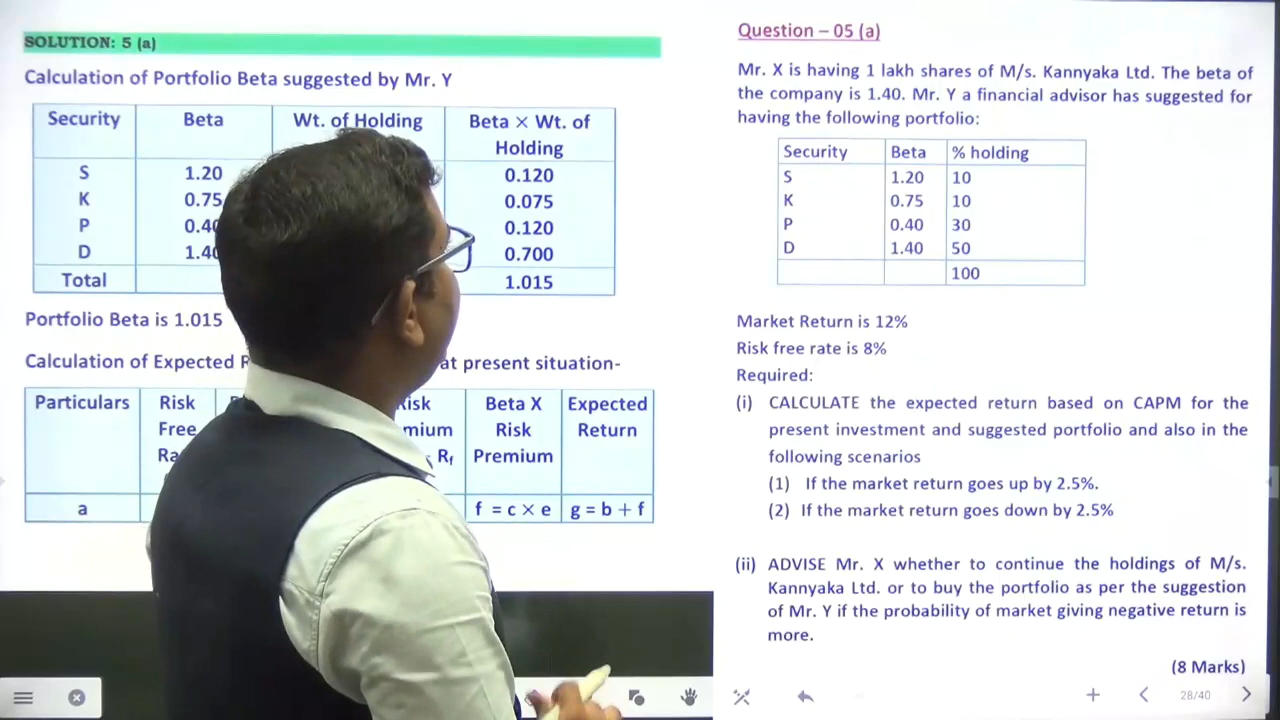 SOLUTION: 5 (a)
Calculation of Portfolio Beta suggested by Mr. Y
Security Beta Wt. of Holding Beta × Wt. of Holding
S 1.20 0.120
K 0.75 0.075
P 0.40 0.120
D 1.40 0.700
Total 1.015
Portfolio Beta is 1.015
Calculation of Expected at present situation-
Particulars Risk Free Risk Beta X Risk Premium Expected Return
a f = c × e g = b + f
Question – 05 (a)
Mr. X is having 1 lakh shares of M/s. Kannyaka Ltd. The beta of
the company is 1.40. Mr. Y a financial advisor has suggested for
having the following portfolio:
Security Beta % holding
S 1.20 10
K 0.75 10
P 0.40 30
D 1.40 50
100
Market Return is 12%
Risk free rate is 8%
Required:
(i) CALCULATE the expected return based on CAPM for the
present investment and suggested portfolio and also in the
following scenarios
(1) If the market return goes up by 2.5%.
(2) If the market return goes down by 2.5%
(ii) ADVISE Mr. X whether to continue the holdings of M/s.
Kannyaka Ltd. or to buy the portfolio as per the suggestion
of Mr. Y if the probability of market giving negative return is
more.
(8 Marks)
28/40